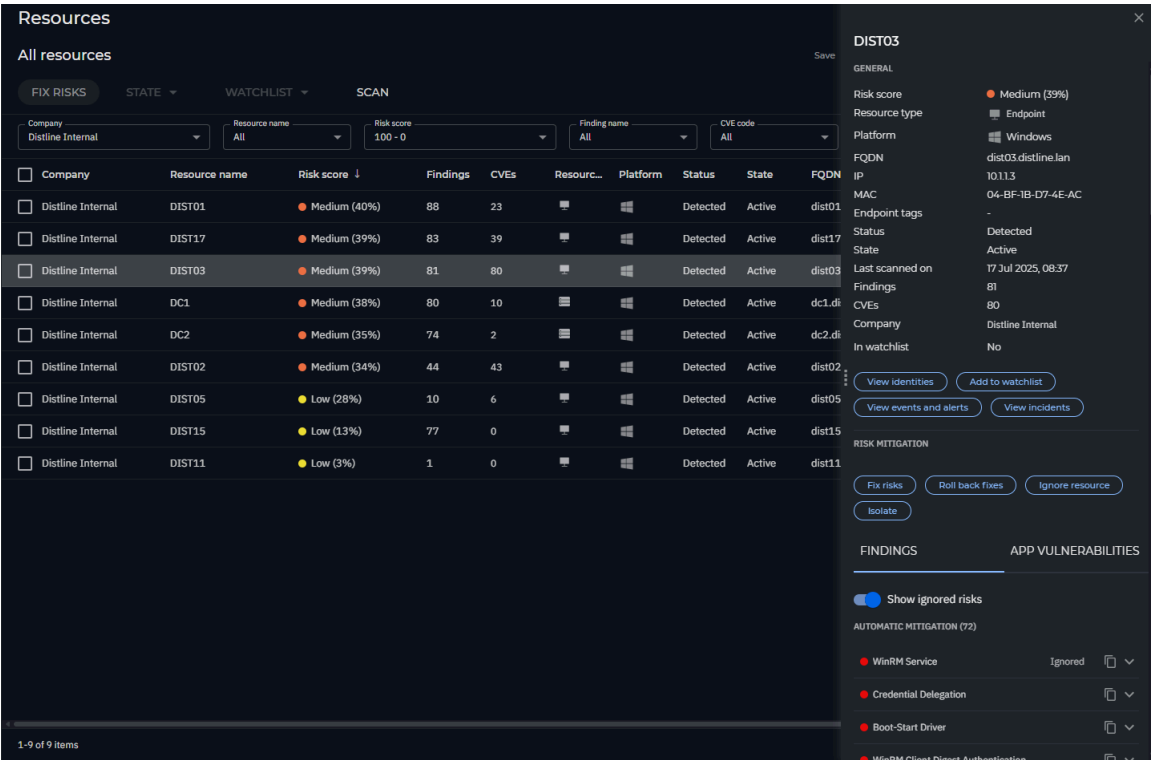 Resources
All resources
Save
FIX RISKS STATE WATCHLIST SCAN
Company Resource name Risk score Finding name CVE code
Distline Internal All 100 - 0 All All
Company Resource name Risk score ↓ Findings CVEs Resourc... Platform Status State FQDN
Distline Internal DIST01 Medium (40%) 88 23 Detected Active dist01
Distline Internal DIST17 Medium (39%) 83 39 Detected Active dist17
Distline Internal DIST03 Medium (39%) 81 80 Detected Active dist03
Distline Internal DC1 Medium (38%) 80 10 Detected Active dc1.di
Distline Internal DC2 Medium (35%) 74 2 Detected Active dc2.di
Distline Internal DIST02 Medium (34%) 44 43 Detected Active dist02
Distline Internal DIST05 Low (28%) 10 6 Detected Active dist05
Distline Internal DIST15 Low (13%) 77 0 Detected Active dist15
Distline Internal DIST11 Low (3%) 1 0 Detected Active dist11
1-9 of 9 items
DIST03
GENERAL
Risk score Medium (39%)
Resource type Endpoint
Platform Windows
FQDN dist03.distline.lan
IP 10.1.1.3
MAC 04-BF-1B-D7-4E-AC
Endpoint tags -
Status Detected
State Active
Last scanned on 17 Jul 2025, 08:37
Findings 81
CVEs 80
Company Distline Internal
In watchlist No
View identities Add to watchlist
View events and alerts View incidents
RISK MITIGATION
Fix risks Roll back fixes Ignore resource
Isolate
FINDINGS APP VULNERABILITIES
Show ignored risks
AUTOMATIC MITIGATION (72)
WinRM Service Ignored
Credential Delegation
Boot-Start Driver
WinRM Client Digest Authentication